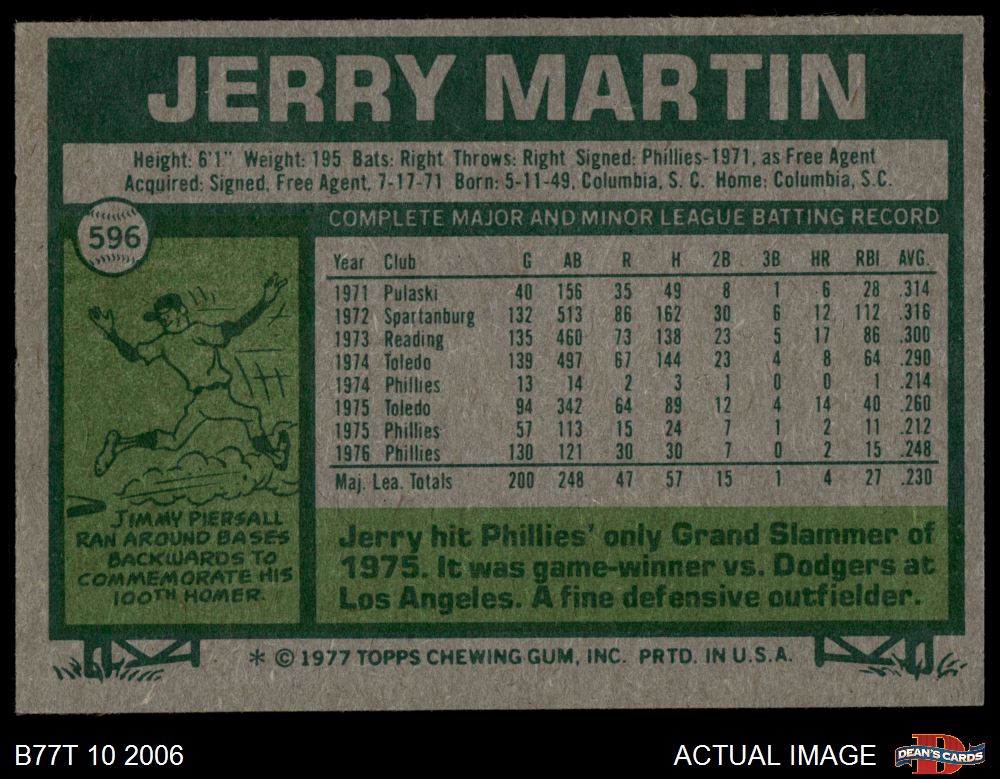 JERRY MARTIN
Height: 6'1" Weight: 195 Bats: Right Throws: Right Signed: Phillies-1971, as Free Agent
Acquired: Signed, Free Agent, 7-17-71 Born: 5-11-49, Columbia, S. C. Home: Columbia, S.C.
596
COMPLETE MAJOR AND MINOR LEAGUE BATTING RECORD
Year Club G AB R H 2B 3B HR RBI AVG.
1971 Pulaski 40 156 35 49 8 1 6 28 .314
1972 Spartanburg 132 513 86 162 30 6 12 112 .316
1973 Reading 135 460 73 138 23 5 17 86 .300
1974 Toledo 139 497 67 144 23 4 8 64 .290
1974 Phillies 13 14 2 3 1 0 0 1 .214
1975 Toledo 94 342 64 89 12 4 14 40 .260
1975 Phillies 57 113 15 24 7 1 2 11 .212
1976 Phillies 130 121 30 30 7 0 2 15 .248
Maj. Lea. Totals 200 248 47 57 15 1 4 27 .230
JIMMY PIERSALL
RAN AROUND BASES
BACKWARDS TO
COMMEMORATE HIS
100TH HOMER.
Jerry hit Phillies' only Grand Slammer of
1975. It was game-winner vs. Dodgers at
Los Angeles. A fine defensive outfielder.
* © 1977 TOPPS CHEWING GUM, INC. PRTD. IN U.S.A.
B77T 10 2006
ACTUAL IMAGE
DEAN'S CARDS